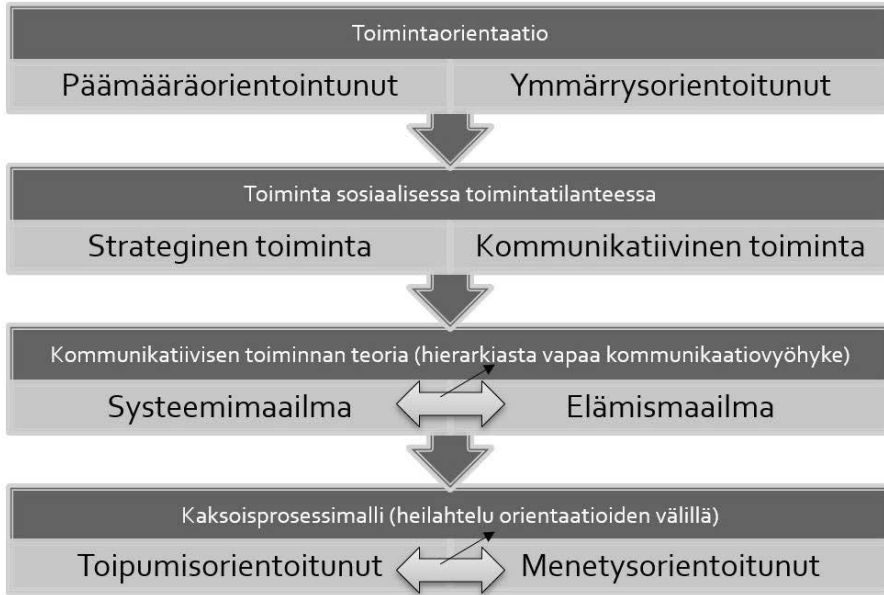 Toimintaorientaatio
Päämääräorientointunut Ymmärrysorientoitunut
Toiminta sosiaalisessa toimintatilanteessa
Strateginen toiminta Kommunikatiivinen toiminta
Kommunikatiivisen toiminnan teoria (hierarkiasta vapaa kommunikaatiovyöhyke)
Systeemimaailma Elämismaailma
Kaksoisprosessimalli (heilahtelu orientaatioiden välillä)
Toipumisorientoitunut Menetysorientoitunut